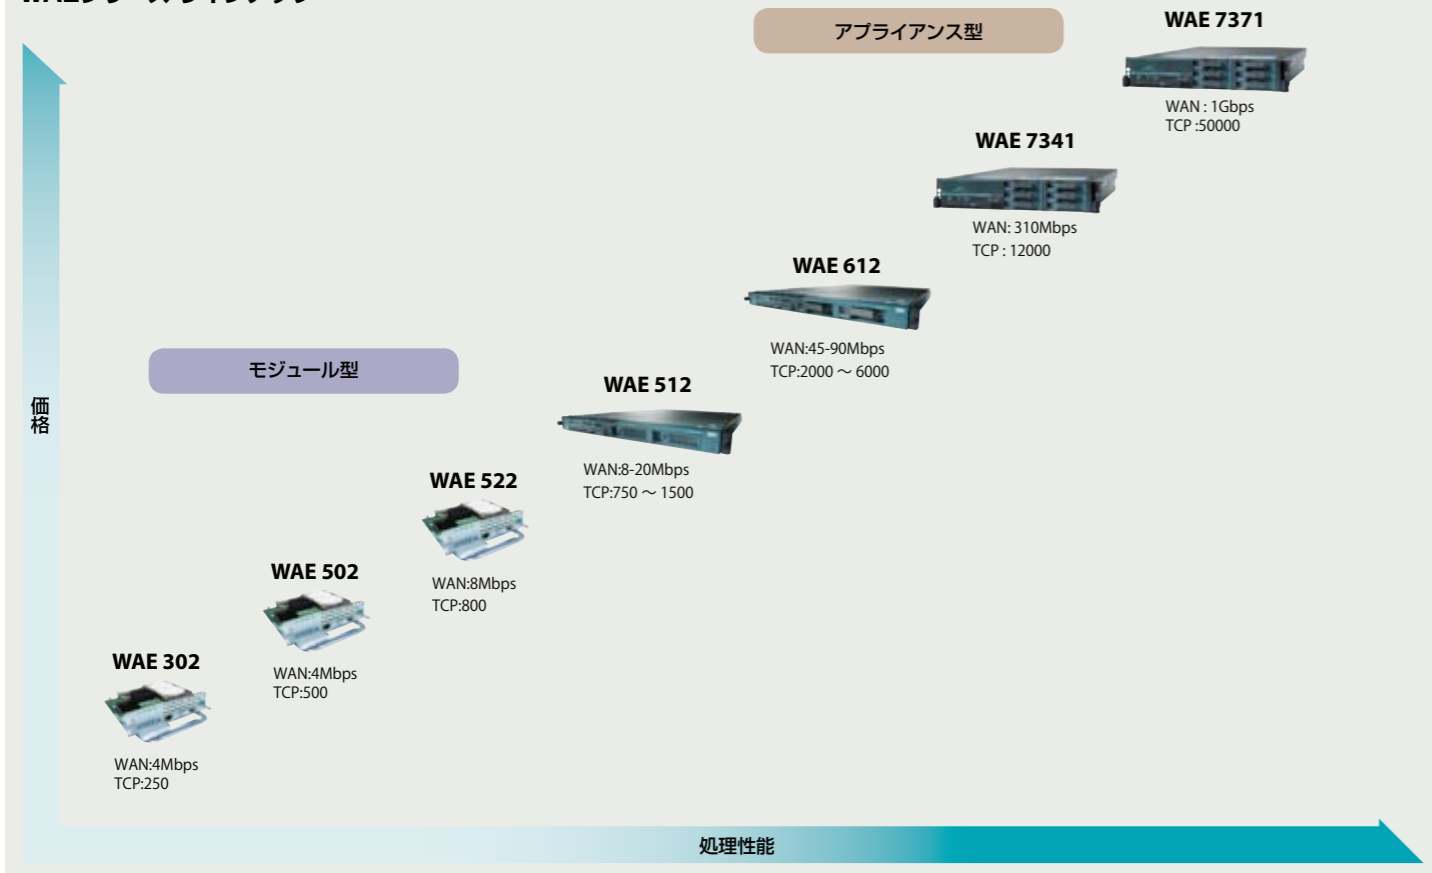 アプライアンス型
WAE 7371
WAN : 1Gbps
TCP :50000
WAE 7341
WAN: 310Mbps
TCP : 12000
WAE 612
WAN:45-90Mbps
TCP:2000 ～ 6000
モジュール型
WAE 512
WAN:8-20Mbps
TCP:750 ～ 1500
価格
WAE 522
WAN:8Mbps
TCP:800
WAE 502
WAN:4Mbps
TCP:500
WAE 302
WAN:4Mbps
TCP:250
処理性能